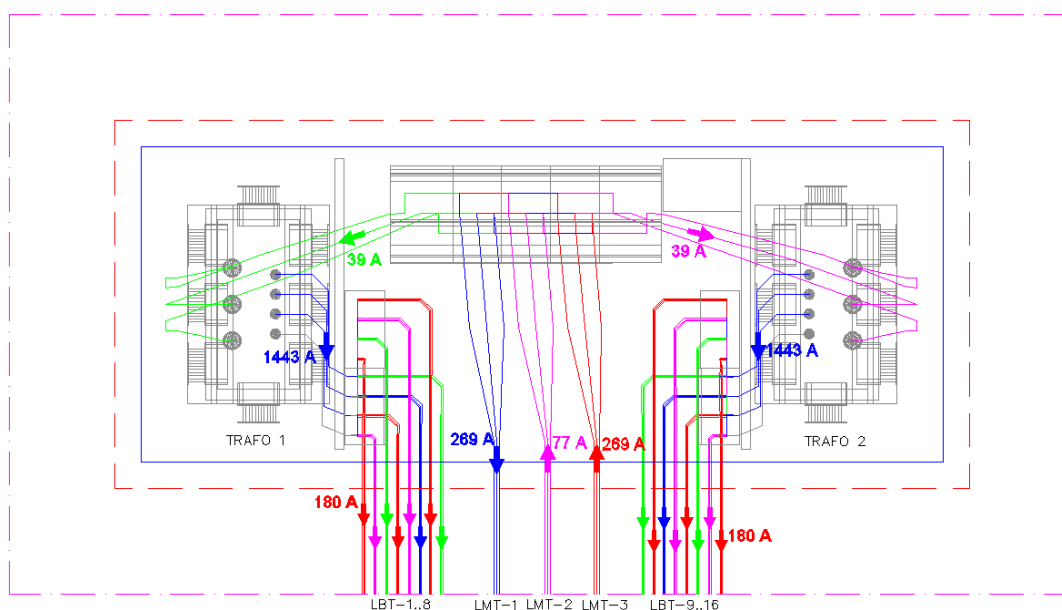 39 A
39 A
1443 A
1443 A
TRAFO 1
TRAFO 2
269 A
77 A
269 A
180 A
180 A
LBT-1..8
LMT-1
LMT-2
LMT-3
LBT-9..16